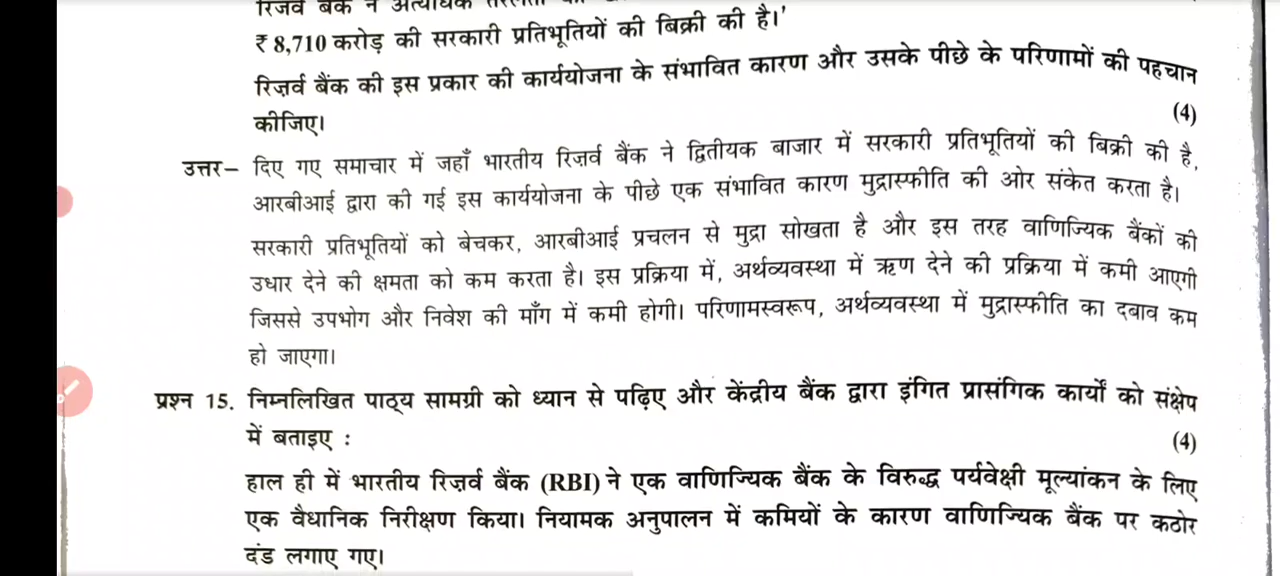 रिजर्व बैंक ने अत्यधिक तरलता
₹ 8,710 करोड़ की सरकारी प्रतिभूतियों की बिक्री की है।'
रिज़र्व बैंक की इस प्रकार की कार्ययोजना के संभावित कारण और उसके पीछे के परिणामों की पहचान
कीजिए। (4)
उत्तर– दिए गए समाचार में जहाँ भारतीय रिज़र्व बैंक ने द्वितीयक बाजार में सरकारी प्रतिभूतियों की बिक्री की है,
आरबीआई द्वारा की गई इस कार्ययोजना के पीछे एक संभावित कारण मुद्रास्फीति की ओर संकेत करता है।
सरकारी प्रतिभूतियों को बेचकर, आरबीआई प्रचलन से मुद्रा सोखता है और इस तरह वाणिज्यिक बैंकों की
उधार देने की क्षमता को कम करता है। इस प्रक्रिया में, अर्थव्यवस्था में ऋण देने की प्रक्रिया में कमी आएगी
जिससे उपभोग और निवेश की माँग में कमी होगी। परिणामस्वरूप, अर्थव्यवस्था में मुद्रास्फीति का दबाव कम
हो जाएगा।
प्रश्न 15. निम्नलिखित पाठ्य सामग्री को ध्यान से पढ़िए और केंद्रीय बैंक द्वारा इंगित प्रासंगिक कार्यों को संक्षेप
में बताइए : (4)
हाल ही में भारतीय रिज़र्व बैंक (RBI) ने एक वाणिज्यिक बैंक के विरुद्ध पर्यवेक्षी मूल्यांकन के लिए
एक वैधानिक निरीक्षण किया। नियामक अनुपालन में कमियों के कारण वाणिज्यिक बैंक पर कठोर
दंड लगाए गए।